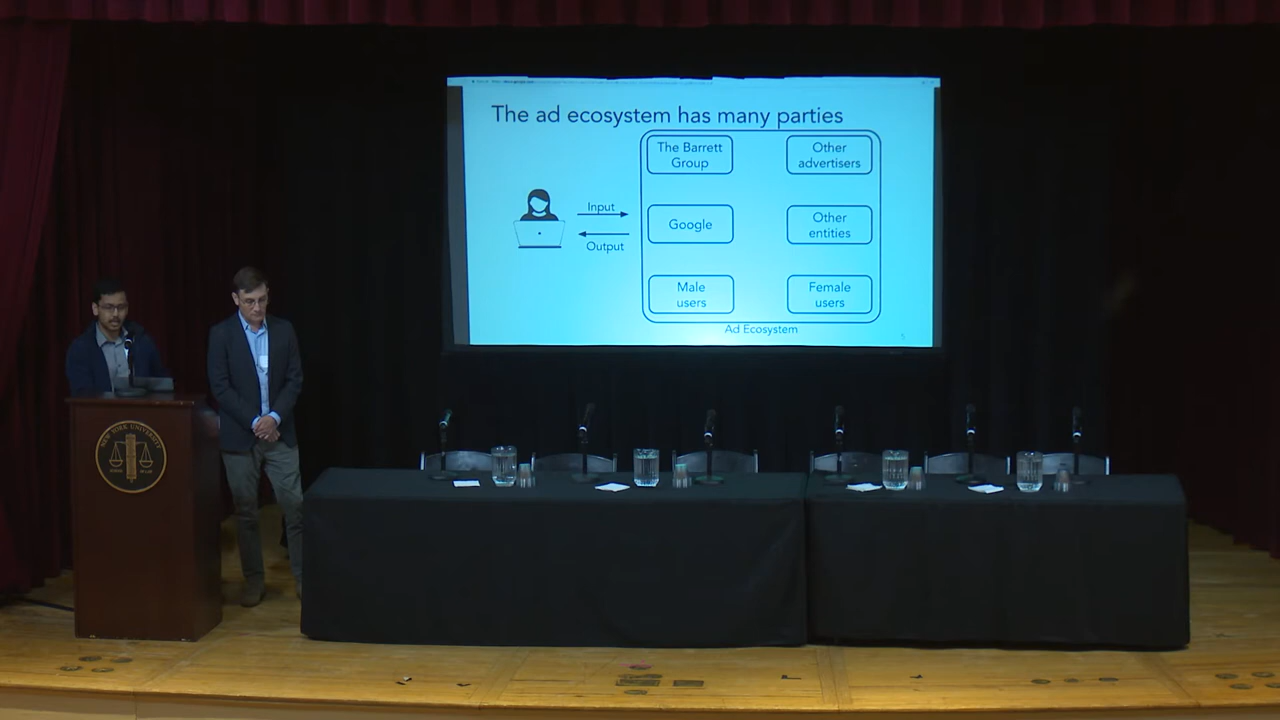 The ad ecosystem has many parties
The Barrett
Group
Other
advertisers
Input
Google
Other
entities
Output
Male
users
Female
users
Ad Ecosystem
NEW YORK UNIVERSITY